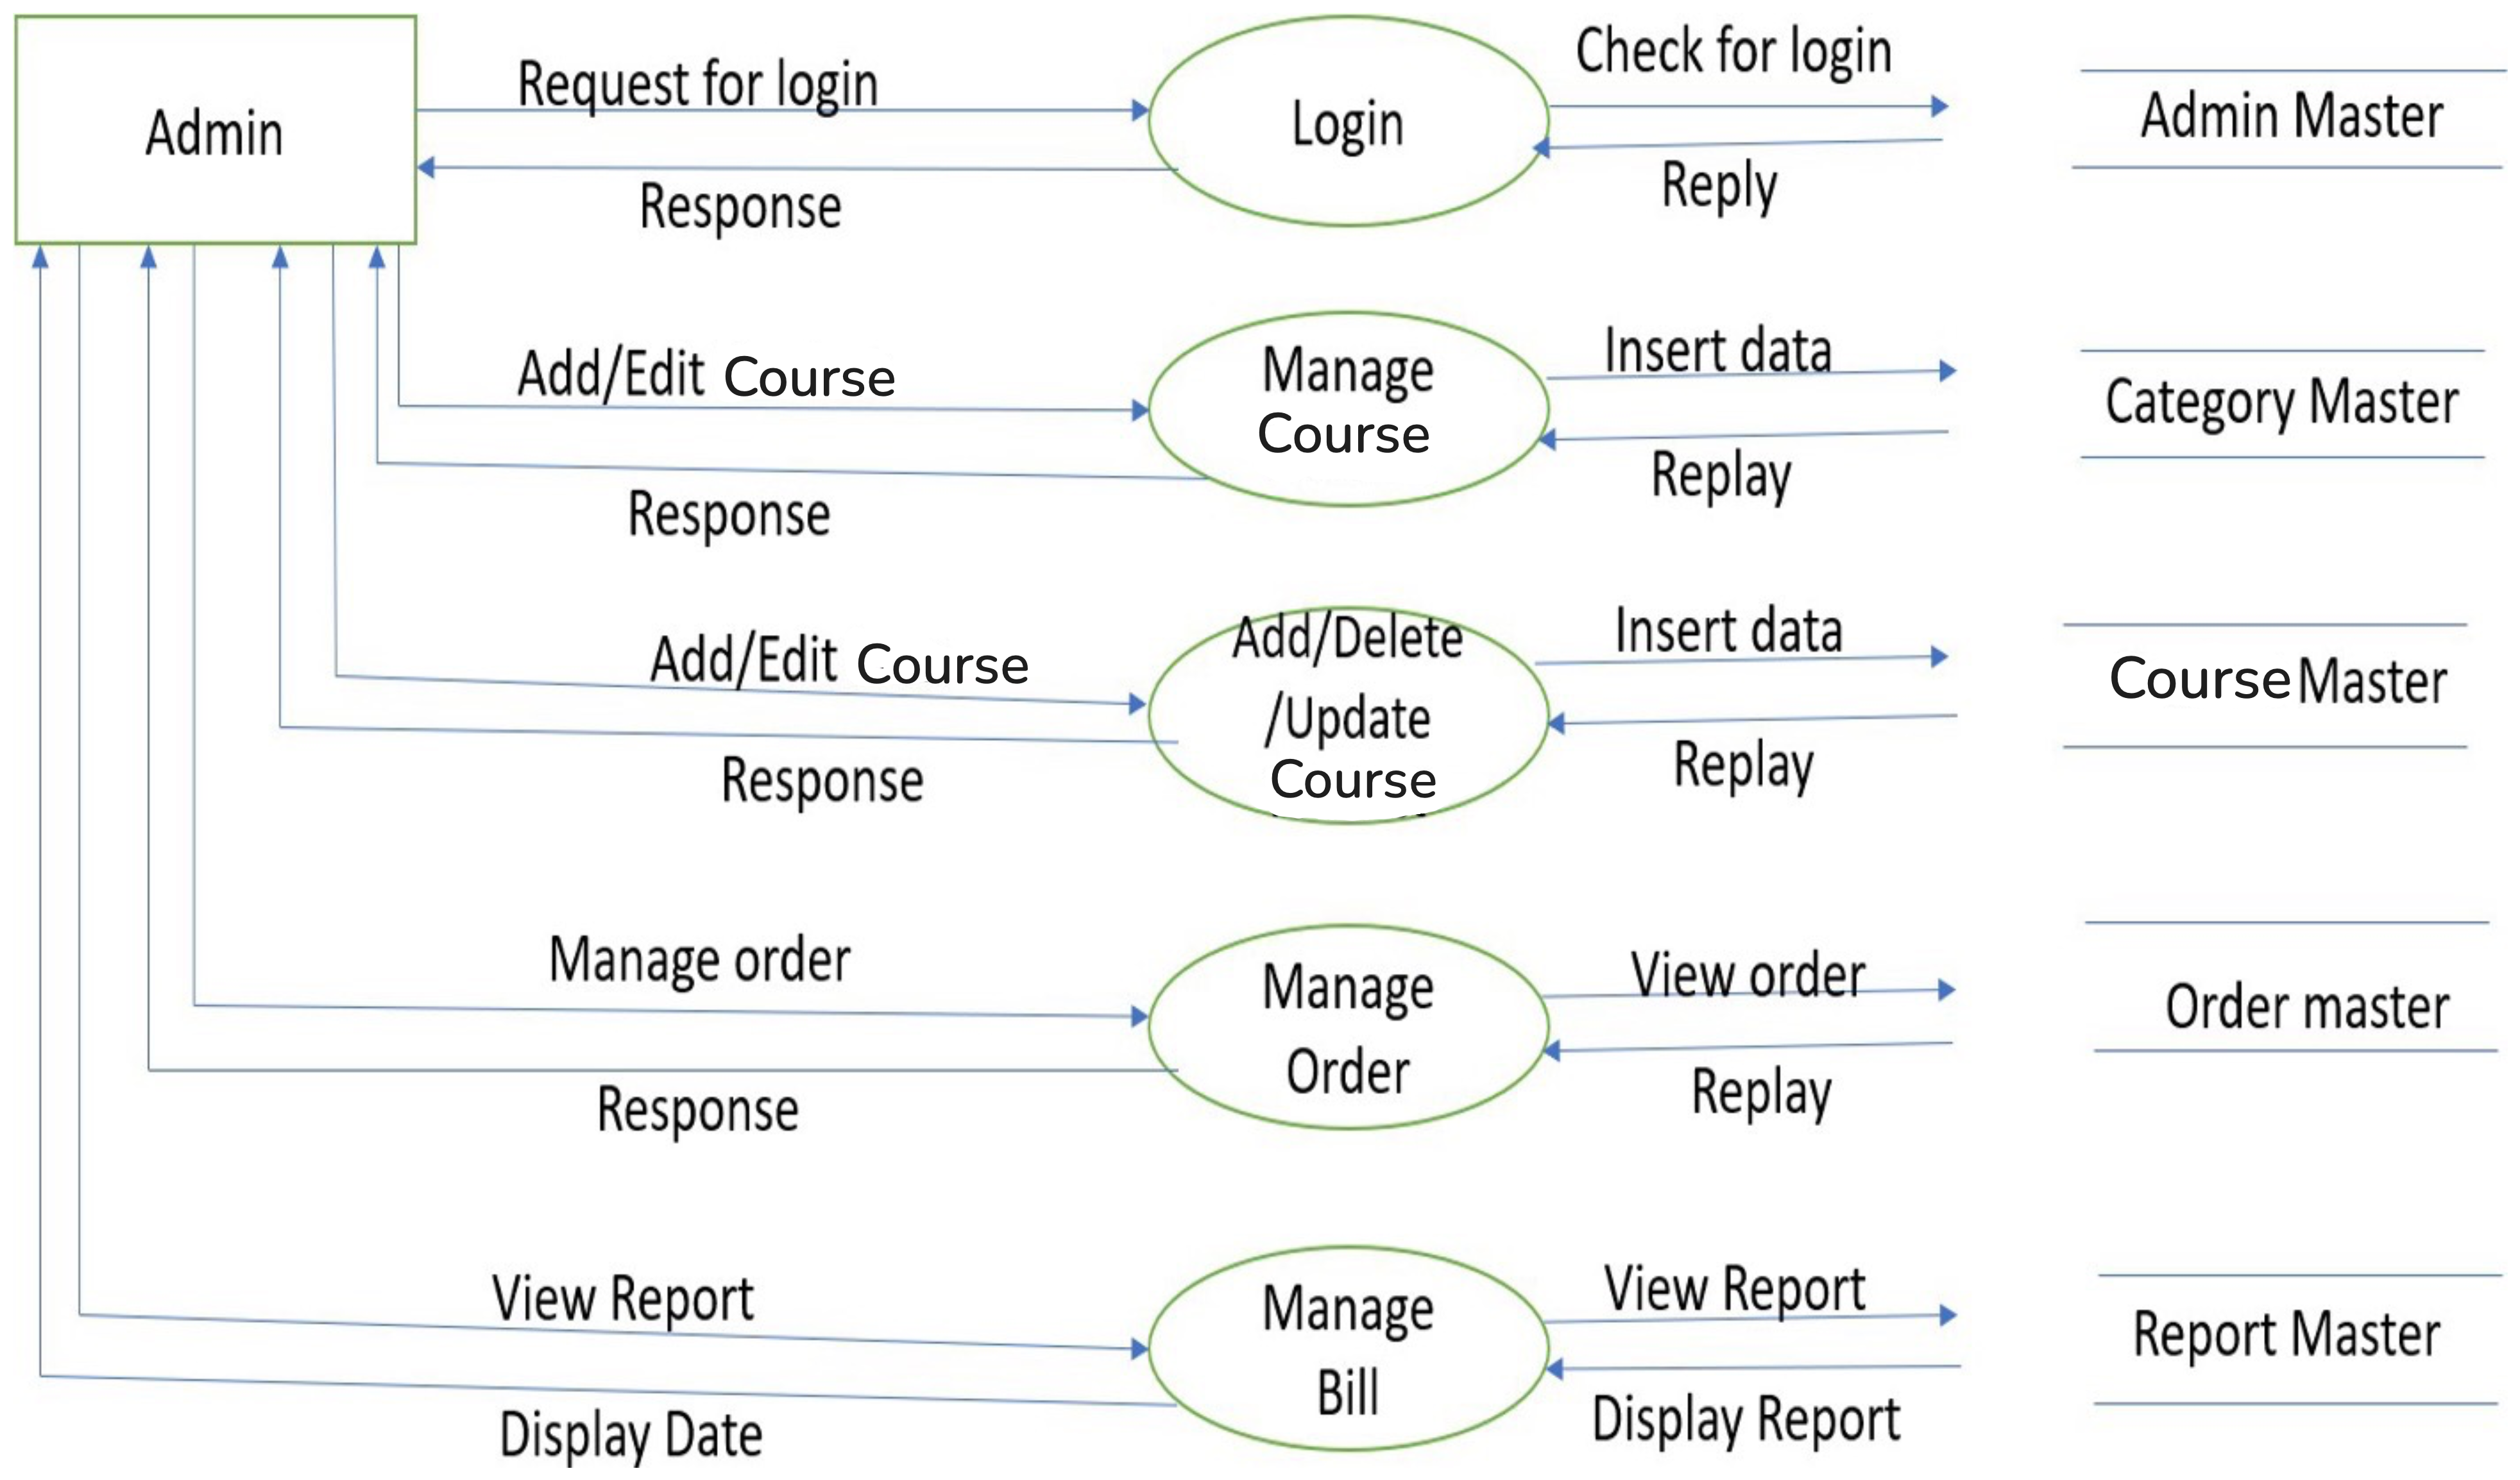 Admin
Request for login
Response
Login
Check for login
Reply
Admin Master
Add/Edit Course
Response
Manage
Course
Insert data
Replay
Category Master
Add/Edit Course
Response
Add/Delete
/Update
Course
Insert data
Replay
Course Master
Manage order
Response
Manage
Order
View order
Replay
Order master
View Report
Display Date
Manage
Bill
View Report
Display Report
Report Master